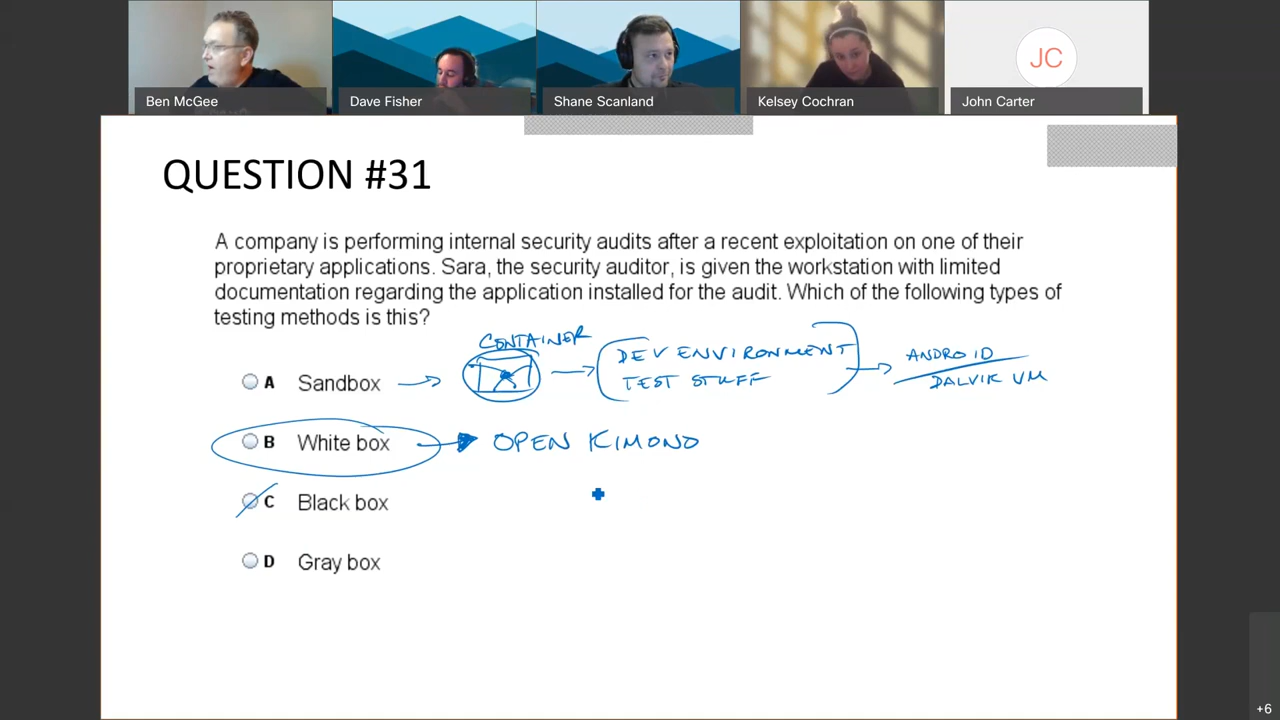 Ben McGee
Dave Fisher
Shane Scanland
Kelsey Cochran
JC
John Carter
QUESTION #31
A company is performing internal security audits after a recent exploitation on one of their
proprietary applications. Sara, the security auditor, is given the workstation with limited
documentation regarding the application installed for the audit. Which of the following types of
testing methods is this?
CONTAINER
DEV ENVIRONMENT
TEST STUFF
ANDROID
DALVIK VM
A Sandbox
B White box
OPEN KIMONO
C Black box
D Gray box
+6